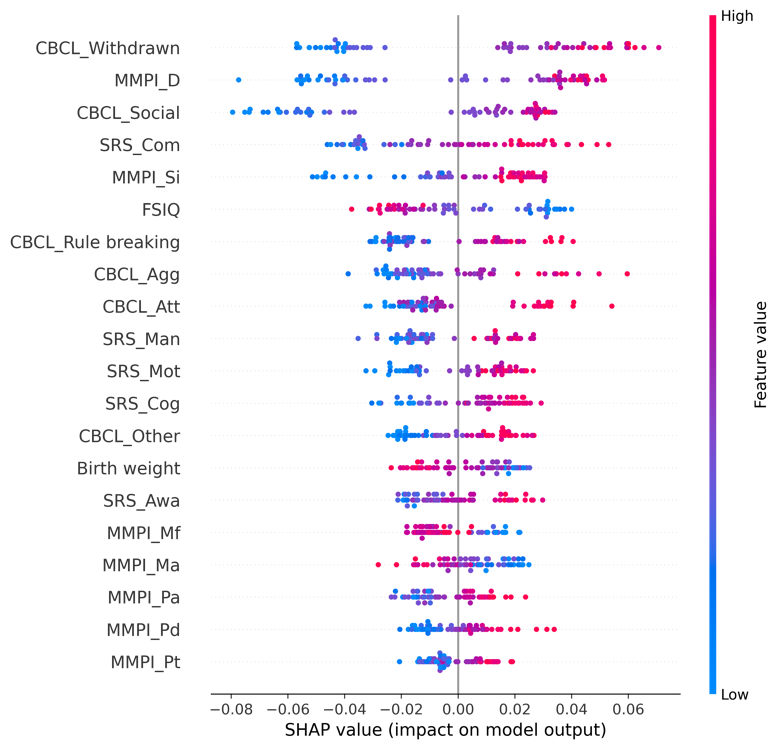 High
CBCL_Withdrawn
MMPI_D
CBCL_Social
SRS_Com
MMPI_Si
FSIQ
CBCL_Rule breaking
CBCL_Agg
CBCL_Att
SRS_Man
SRS_Mot
SRS_Cog
CBCL_Other
Birth weight
SRS_Awa
MMPI_Mf
MMPI_Ma
MMPI_Pa
MMPI_Pd
MMPI_Pt
Feature value
Low
−0.08 −0.06 −0.04 −0.02 0.00 0.02 0.04 0.06
SHAP value (impact on model output)